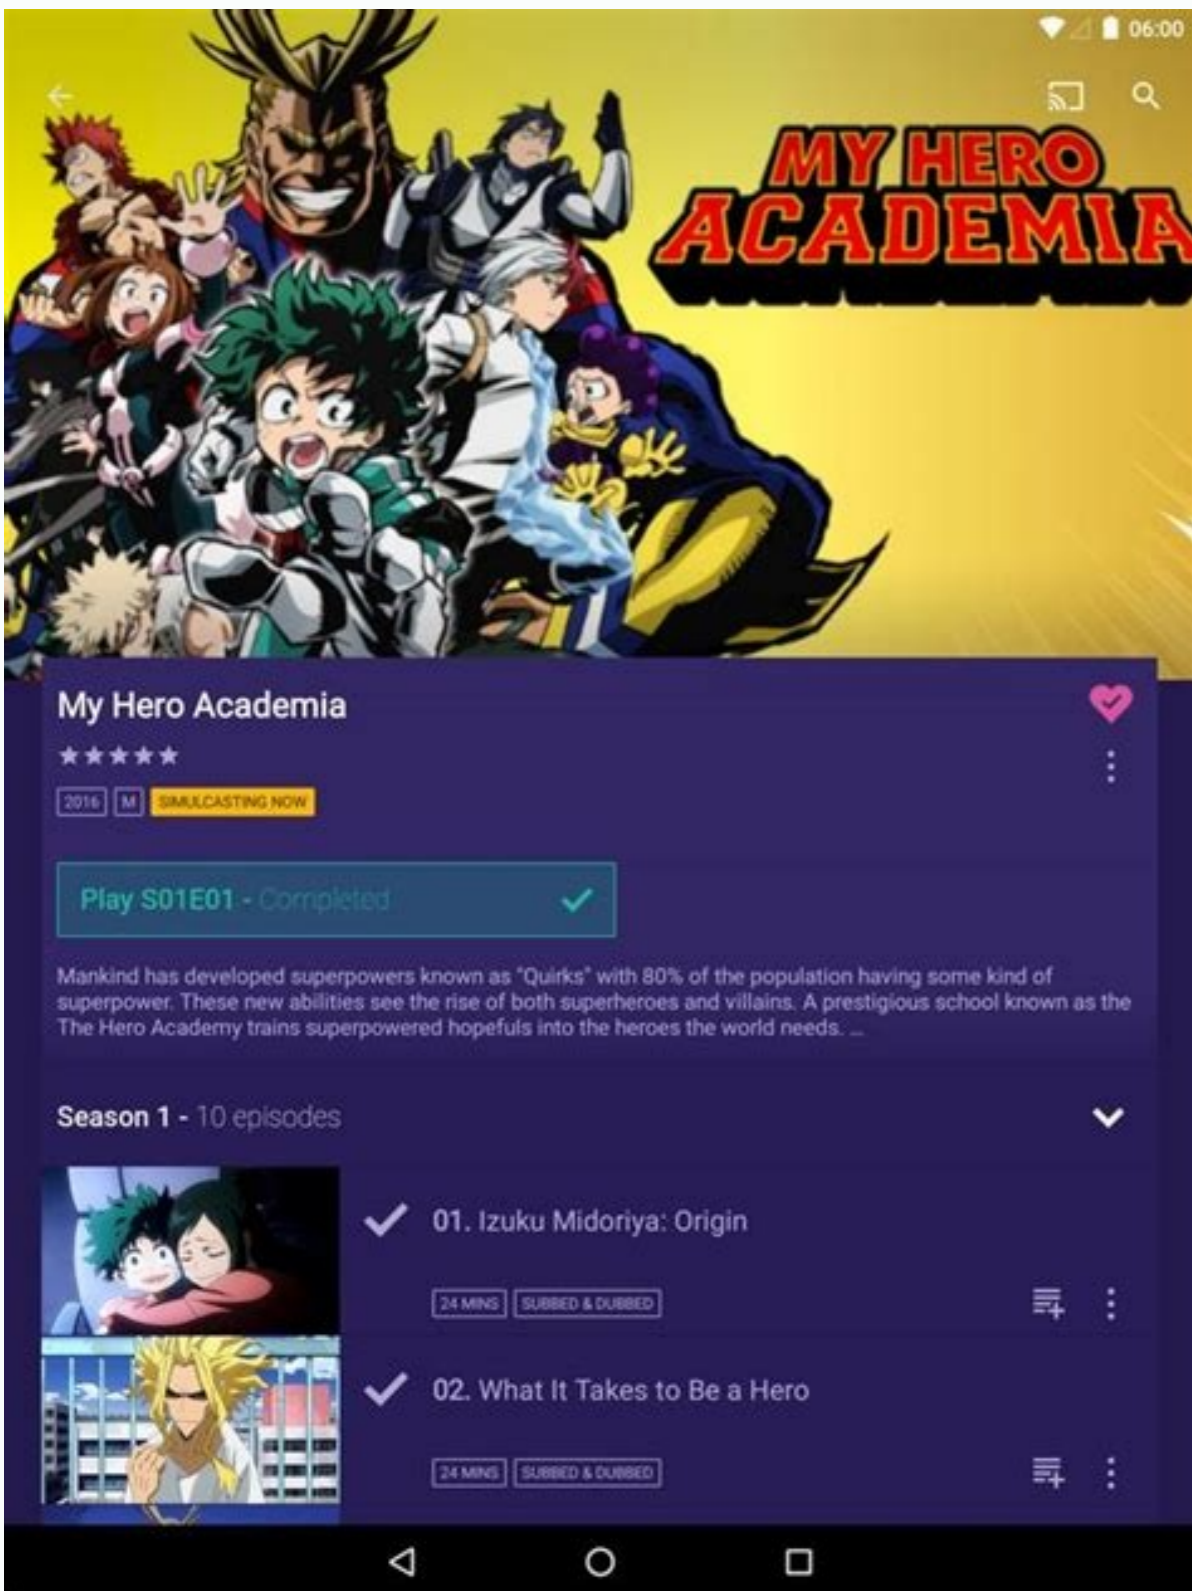 06:00
MY HERO
ACADEMIA
My Hero Academia
2016 M SIMULCASTING NOW
Play S01E01 - Completed
Mankind has developed superpowers known as "Quirks" with 80% of the population having some kind of
superpower. These new abilities see the rise of both superheroes and villains. A prestigious school known as the
The Hero Academy trains superpowered hopefuls into the heroes the world needs. ...
Season 1 - 10 episodes
01. Izuku Midoriya: Origin
24 MINS SUBBED & DUBBED
02. What It Takes to Be a Hero
24 MINS SUBBED & DUBBED